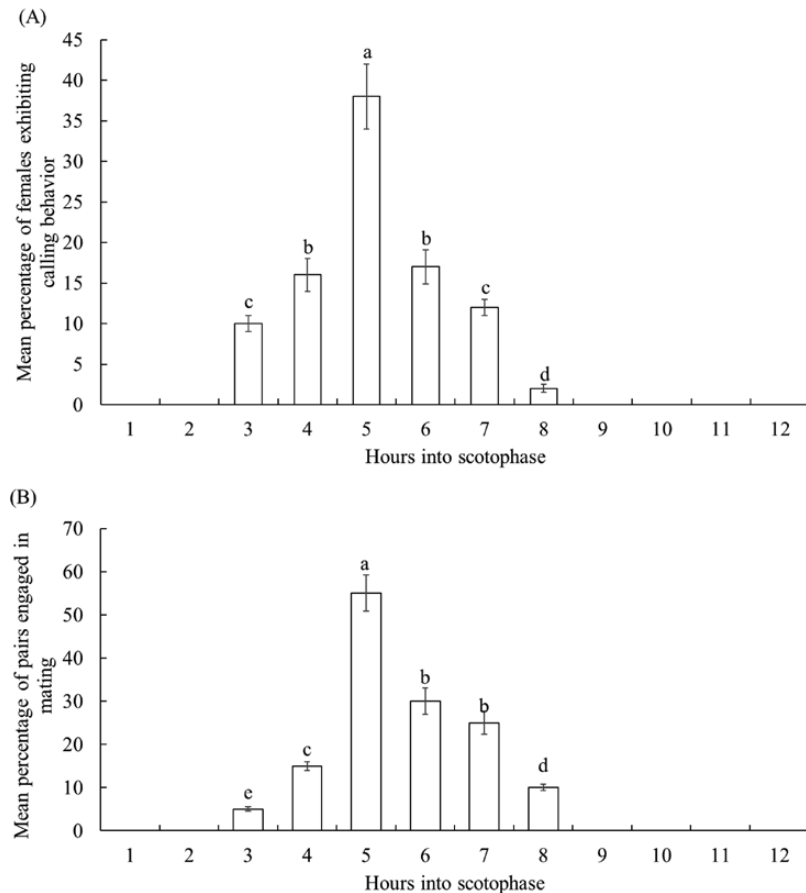 (A)
Mean percentage of females exhibiting
calling behavior
45
40
35
30
25
20
15
10
5
0
a
b
b
c
c
d
1 2 3 4 5 6 7 8 9 10 11 12
Hours into scotophase
(B)
Mean percentage of pairs engaged in
mating
70
60
50
40
30
20
10
0
a
b
b
c
d
e
1 2 3 4 5 6 7 8 9 10 11 12
Hours into scotophase